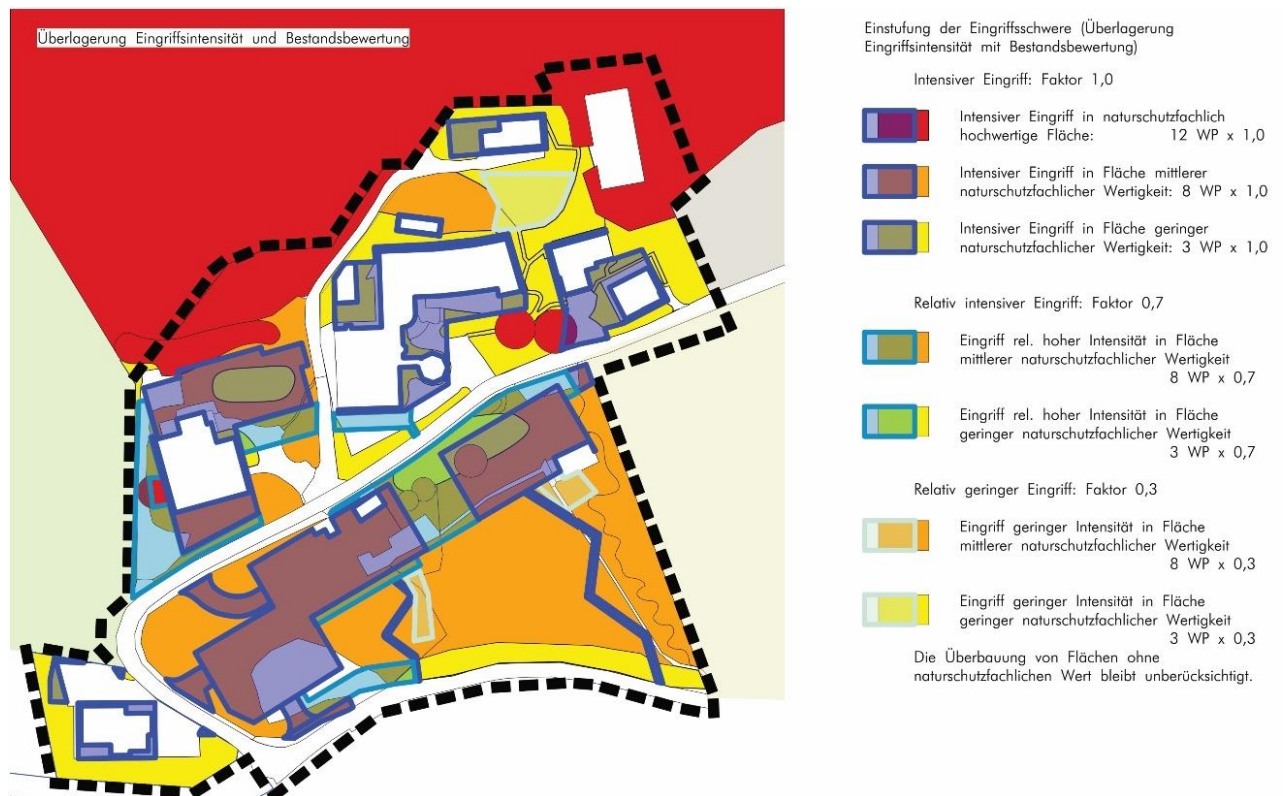 Überlagerung Eingriffsintensität und Bestandsbewertung
Einstufung der Eingriffsschwere (Überlagerung
Eingriffsintensität mit Bestandsbewertung)
Intensiver Eingriff: Faktor 1,0
Intensiver Eingriff in naturschutzfachlich
hochwertige Fläche: 12 WP x 1,0
Intensiver Eingriff in Fläche mittlerer
naturschutzfachlicher Wertigkeit: 8 WP x 1,0
Intensiver Eingriff in Fläche geringer
naturschutzfachlicher Wertigkeit: 3 WP x 1,0
Relativ intensiver Eingriff: Faktor 0,7
Eingriff rel. hoher Intensität in Fläche
mittlerer naturschutzfachlicher Wertigkeit
8 WP x 0,7
Eingriff rel. hoher Intensität in Fläche
geringer naturschutzfachlicher Wertigkeit
3 WP x 0,7
Relativ geringer Eingriff: Faktor 0,3
Eingriff geringer Intensität in Fläche
mittlerer naturschutzfachlicher Wertigkeit
8 WP x 0,3
Eingriff geringer Intensität in Fläche
geringer naturschutzfachlicher Wertigkeit
3 WP x 0,3
Die Überbauung von Flächen ohne
naturschutzfachlichen Wert bleibt unberücksichtigt.